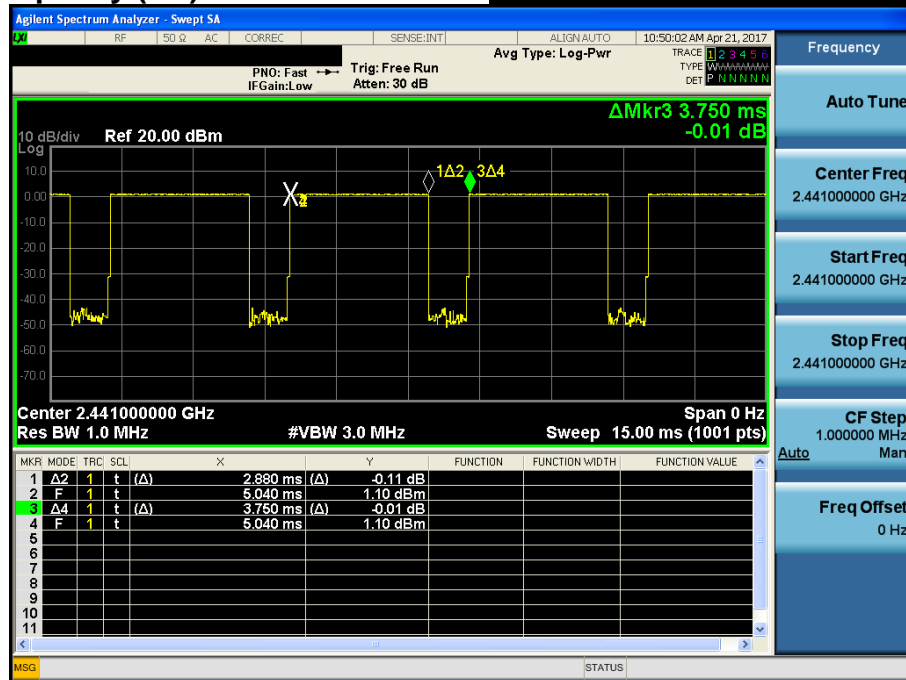 Agilent Spectrum Analyzer - Swept SA
LXI RF 50 Ω AC CORREC SENSE:INT ALIGN AUTO 10:50:02 AM Apr 21, 2017
PNO: Fast Trig: Free Run Avg Type: Log-Pwr TRACE 1 2 3 4 5 6
IFGain:Low Atten: 30 dB TYPE WWWWWW
DET P N N N N N
ΔMkr3 3.750 ms
-0.01 dB
10 dB/div Ref 20.00 dBm
Log
10.0
0.00
-10.0
-20.0
-30.0
-40.0
-50.0
-60.0
-70.0
1Δ2 3Δ4
Center 2.441000000 GHz Span 0 Hz
Res BW 1.0 MHz #VBW 3.0 MHz Sweep 15.00 ms (1001 pts)
MKR MODE TRC SCL X Y FUNCTION FUNCTION WIDTH FUNCTION VALUE
1 Δ2 1 t (Δ) 2.880 ms (Δ) -0.11 dB
2 F 1 t 5.040 ms 1.10 dBm
3 Δ4 1 t (Δ) 3.750 ms (Δ) -0.01 dB
4 F 1 t 5.040 ms 1.10 dBm
5
6
7
8
9
10
11
MSG STATUS
Frequency
Auto Tune
Center Freq
2.441000000 GHz
Start Freq
2.441000000 GHz
Stop Freq
2.441000000 GHz
CF Step
1.000000 MHz
Auto Man
Freq Offset
0 Hz